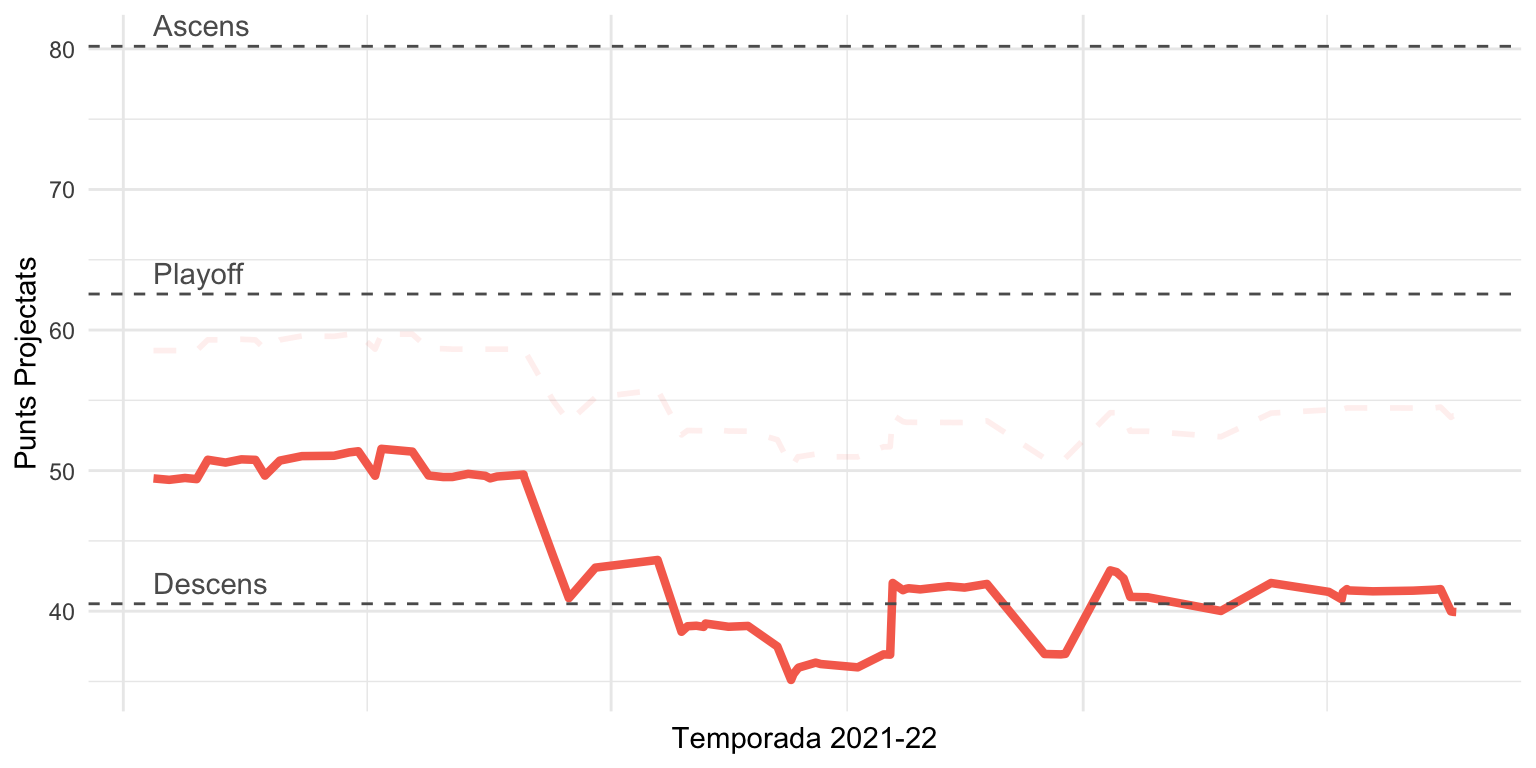 Ascens
80
70
Playoff
60
50
Descens
40
Punts Projectats
Temporada 2021-22